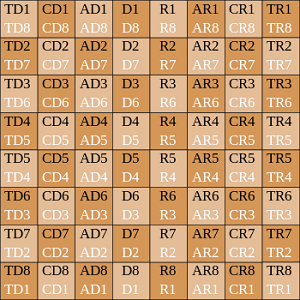 TD1 CD1 AD1 D1 R1 AR1 CR1 TR1
TD8 CD8 AD8 D8 R8 AR8 CR8 TR8
TD2 CD2 AD2 D2 R2 AR2 CR2 TR2
TD7 CD7 AD7 D7 R7 AR7 CR7 TR7
TD3 CD3 AD3 D3 R3 AR3 CR3 TR3
TD6 CD6 AD6 D6 R6 AR6 CR6 TR6
TD4 CD4 AD4 D4 R4 AR4 CR4 TR4
TD5 CD5 AD5 D5 R5 AR5 CR5 TR5
TD5 CD5 AD5 D5 R5 AR5 CR5 TR5
TD4 CD4 AD4 D4 R4 AR4 CR4 TR4
TD6 CD6 AD6 D6 R6 AR6 CR6 TR6
TD3 CD3 AD3 D3 R3 AR3 CR3 TR3
TD7 CD7 AD7 D7 R7 AR7 CR7 TR7
TD2 CD2 AD2 D2 R2 AR2 CR2 TR2
TD8 CD8 AD8 D8 R8 AR8 CR8 TR8
TD1 CD1 AD1 D1 R1 AR1 CR1 TR1